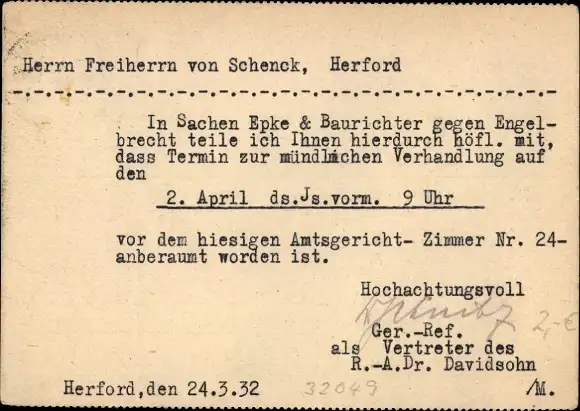 Herrn Freiherrn von Schenck, Herford
In Sachen Epke & Baurichter gegen Engel-
brecht teile ich Ihnen hierdurch höfl. mit,
dass Termin zur mündlichen Verhandlung auf
den
2. April ds.Js.vorm. 9 Uhr
vor dem hiesigen Amtsgericht- Zimmer Nr. 24-
anberaumt worden ist.
Hochachtungsvoll
2,-€
Ger.-Ref.
als Vertreter des
R.-A.Dr. Davidsohn
Herford,den 24.3.32 32049 /M.